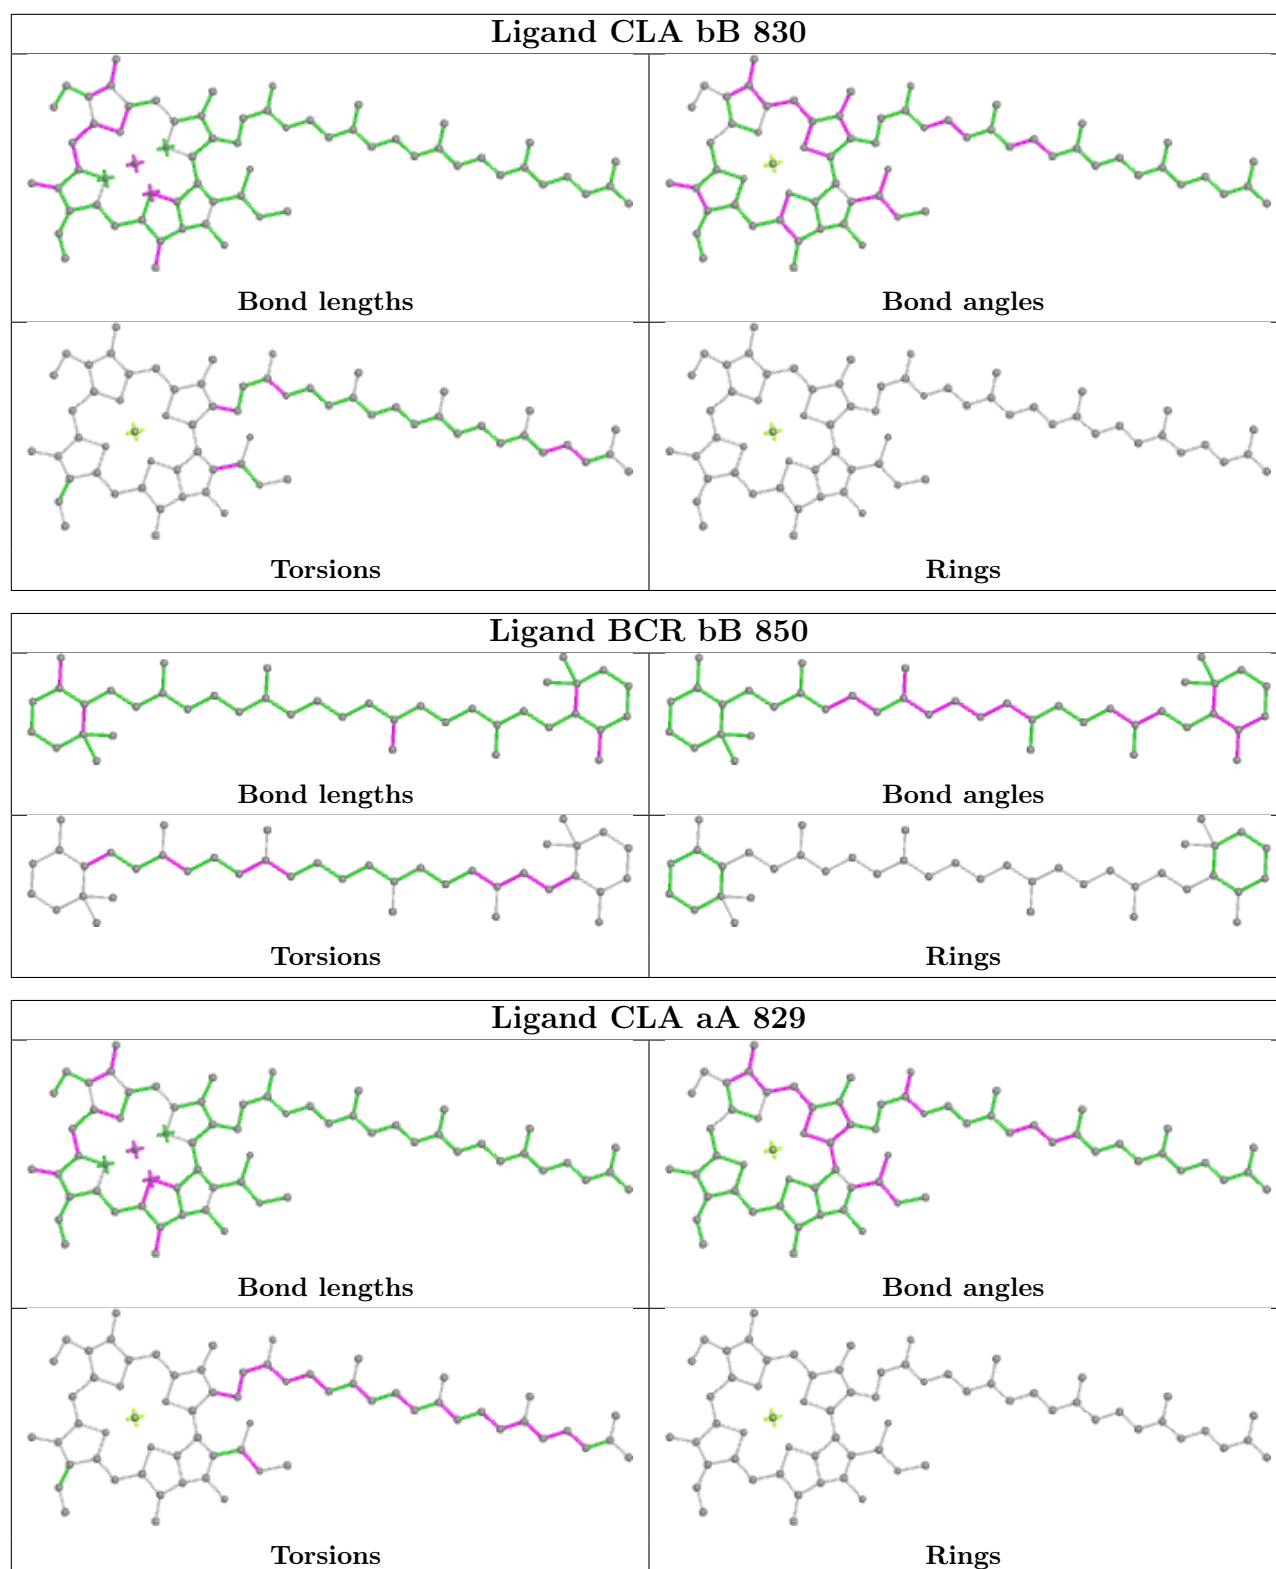 Ligand CLA bB 830
Bond lengths
Bond angles
Torsions
Rings
Ligand BCR bB 850
Bond lengths
Bond angles
Torsions
Rings
Ligand CLA aA 829
Bond lengths
Bond angles
Torsions
Rings